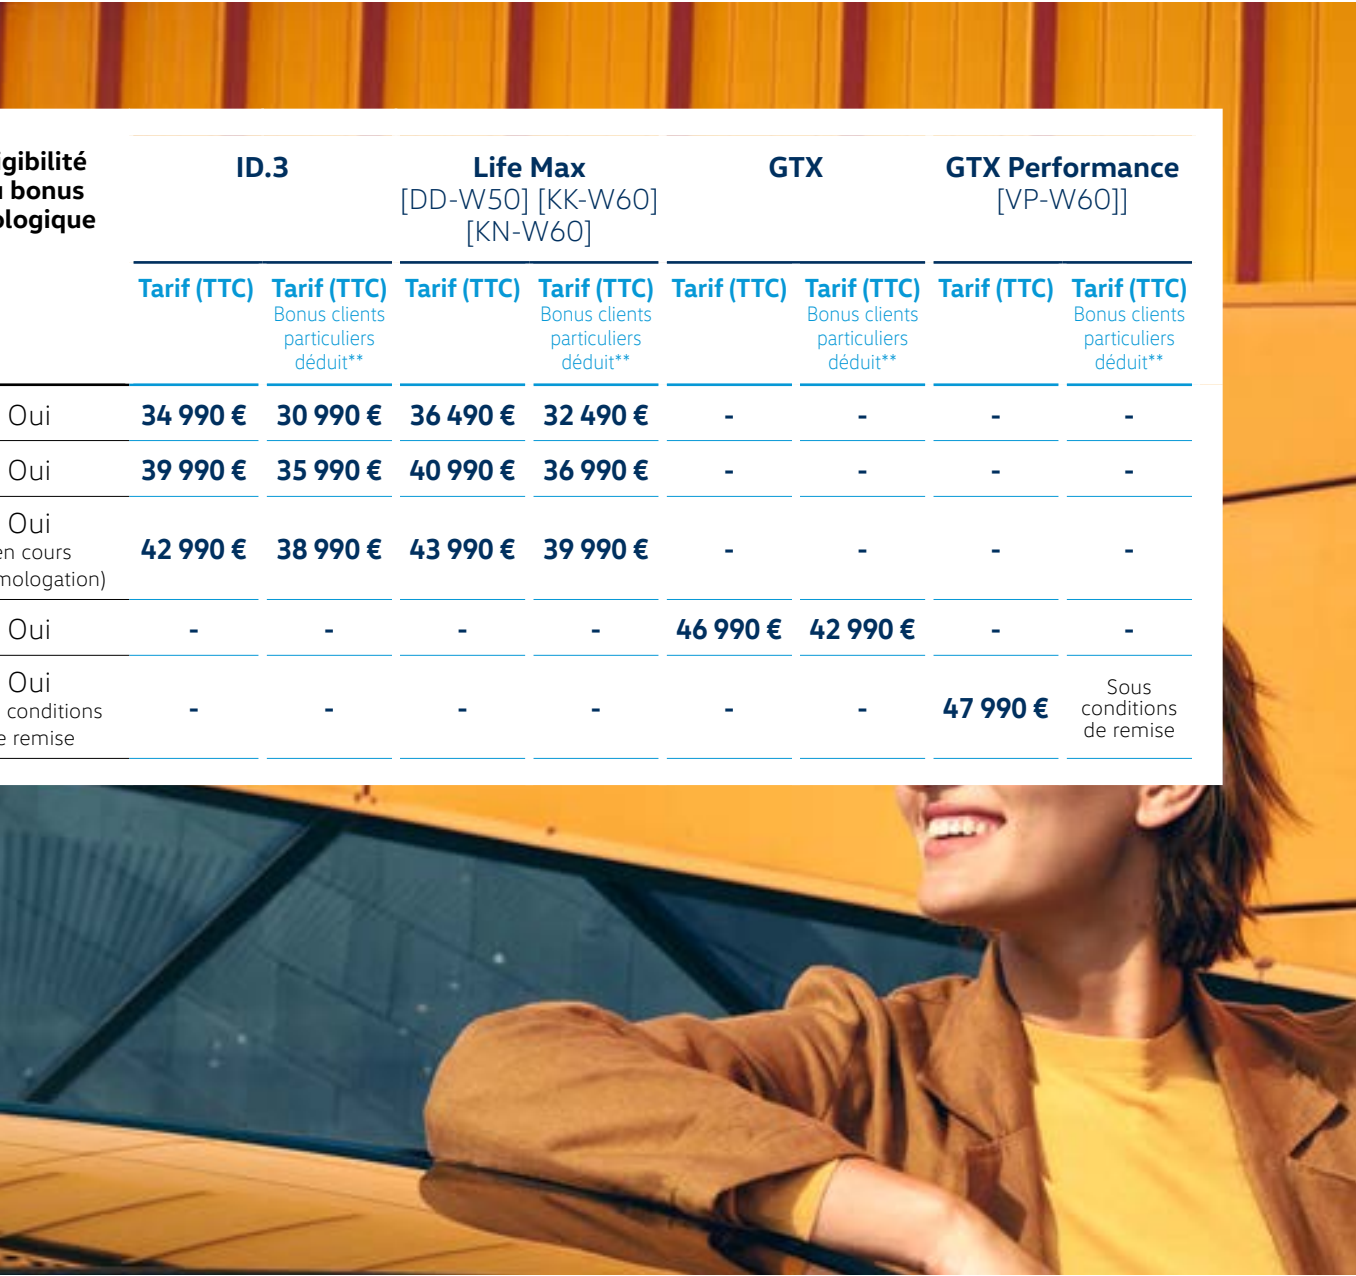 igibilité
bonus
ologique
ID.3
Life Max
[DD-W50] [KK-W60]
[KN-W60]
GTX
GTX Performance
[VP-W60]]
Tarif (TTC) Tarif (TTC) Tarif (TTC) Tarif (TTC) Tarif (TTC) Tarif (TTC) Tarif (TTC) Tarif (TTC)
Bonus clients Bonus clients Bonus clients Bonus clients
particuliers particuliers particuliers particuliers
déduit** déduit** déduit** déduit**
Oui 34 990 € 30 990 € 36 490 € 32 490 € - - - -
Oui 39 990 € 35 990 € 40 990 € 36 990 € - - - -
Oui
en cours
mologation)
42 990 € 38 990 € 43 990 € 39 990 € - - - -
Oui - - - - 46 990 € 42 990 € - -
Oui
conditions
e remise
- - - - - - 47 990 €
Sous
conditions
de remise